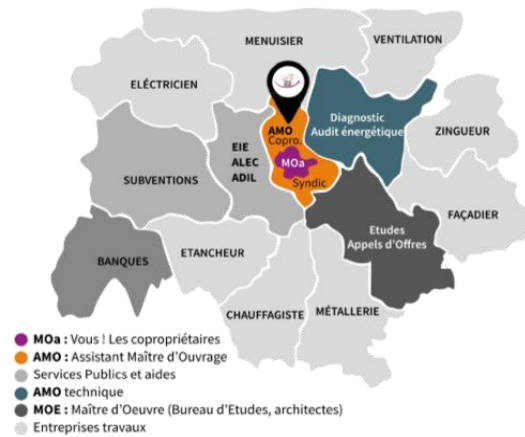 MENUISIER
VENTILATION
ELÉCTRICIEN
AMO
Copro.
Diagnostic
Audit énergétique
ZINGUEUR
EIE
ALEC
ADIL
MOa
Syndic
SUBVENTIONS
FAÇADIER
Etudes
Appels d'Offres
ETANCHEUR
BANQUES
CHAUFFAGISTE
MÉTALLERIE
MOa : Vous ! Les copropriétaires
AMO : Assistant Maître d'Ouvrage
Services Publics et aides
AMO technique
MOE : Maître d'Oeuvre (Bureau d'Etudes, architectes)
Entreprises travaux